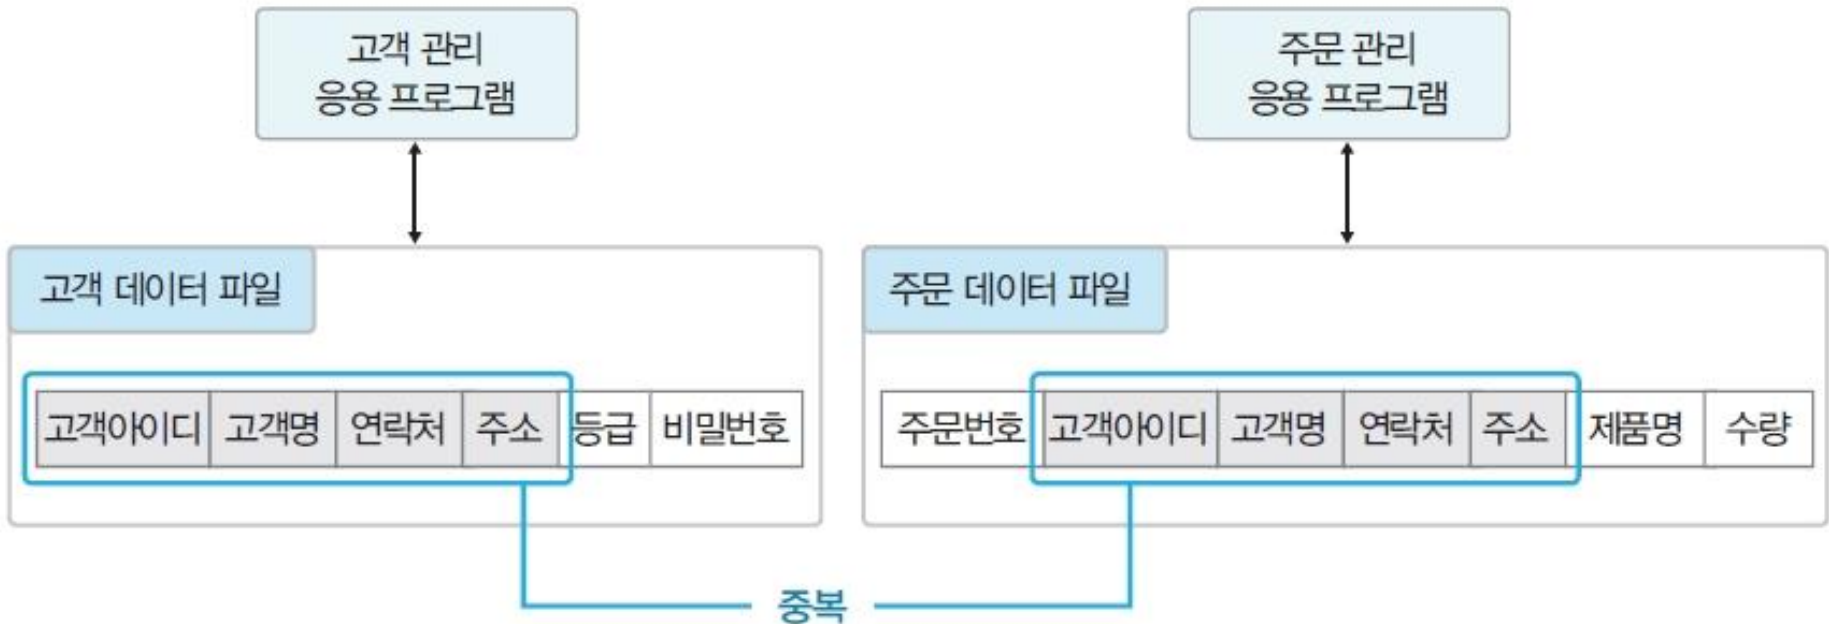 고객 관리
응용 프로그램
주문 관리
응용 프로그램
고객 데이터 파일
주문 데이터 파일
고객아이디 고객명 연락처 주소 등급 비밀번호
주문번호 고객아이디 고객명 연락처 주소 제품명 수량
중복